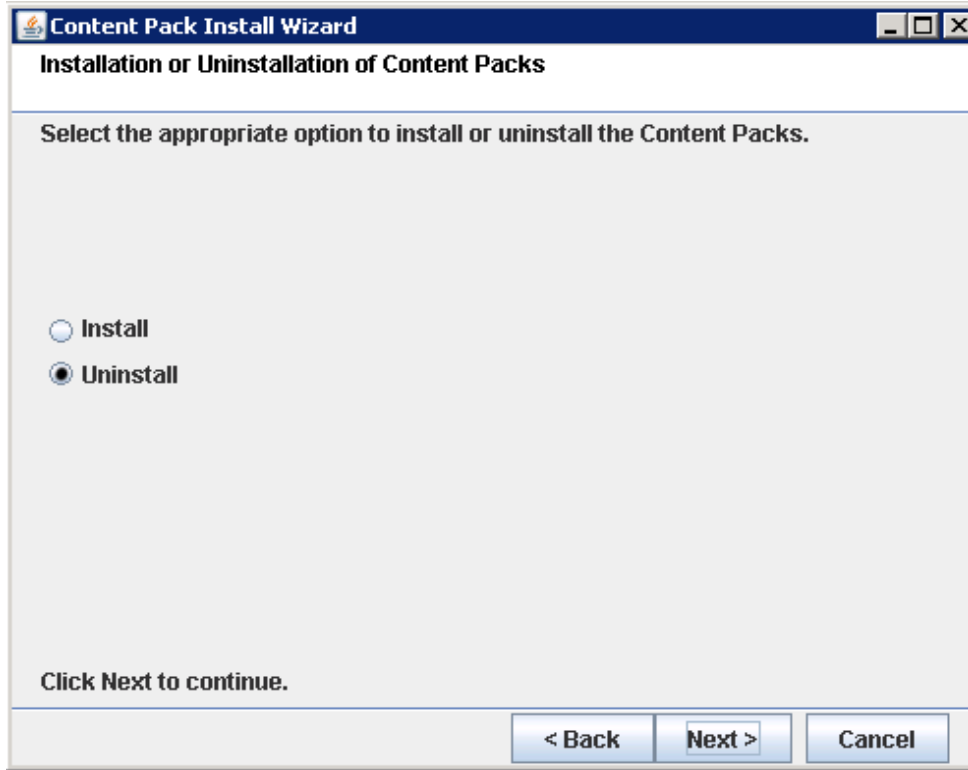 Content Pack Install Wizard
Installation or Uninstallation of Content Packs
Select the appropriate option to install or uninstall the Content Packs.
Install
Uninstall
Click Next to continue.
< Back Next > Cancel